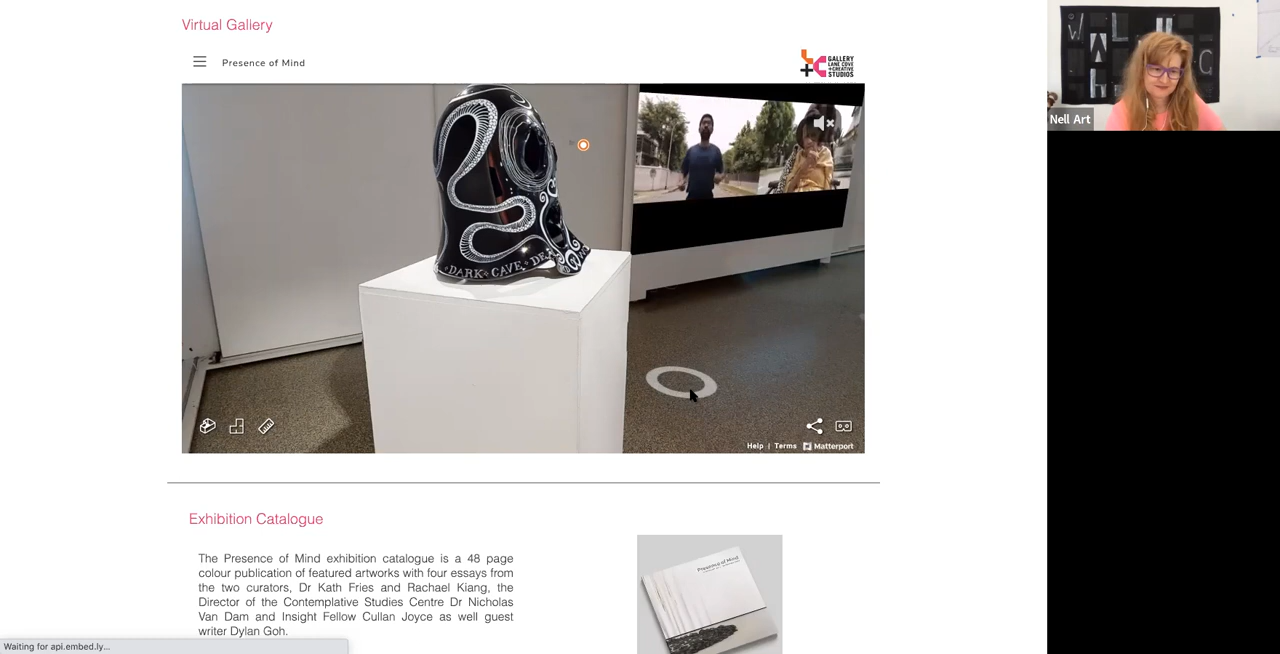 Virtual Gallery
Presence of Mind
GALLERY
LANE COVE
+CREATIVE
STUDIOS
DARK CAVE
Help | Terms
Matterport
Exhibition Catalogue
The Presence of Mind exhibition catalogue is a 48 page
colour publication of featured artworks with four essays from
the two curators, Dr Kath Fries and Rachael Kiang, the
Director of the Contemplative Studies Centre Dr Nicholas
Van Dam and Insight Fellow Cullan Joyce as well guest
writer Dylan Goh.
Presence of Mind
Waiting for api.embed.ly...
Nell Art